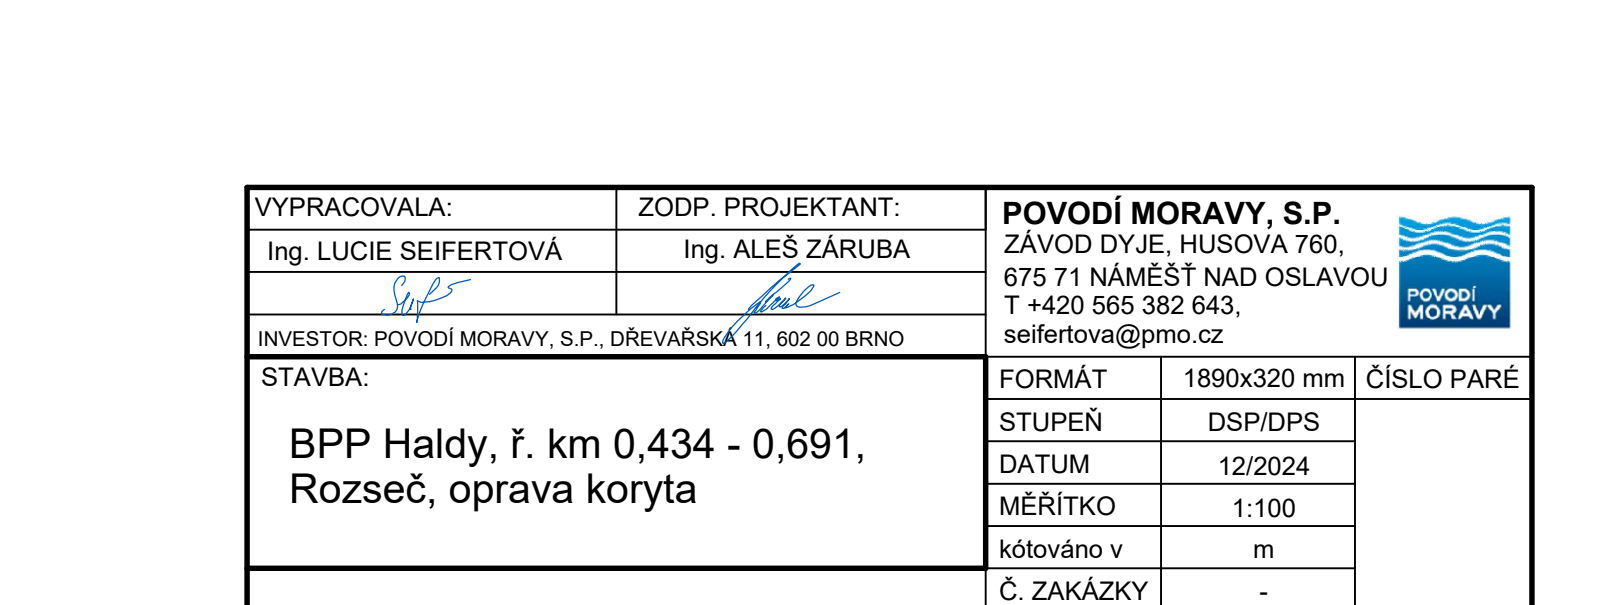 VYPRACOVALA:
ZODP. PROJEKTANT:
Ing. LUCIE SEIFERTOVÁ
Ing. ALEŠ ZÁRUBA
INVESTOR: POVODÍ MORAVY, S.P., DŘEVAŘSKÁ 11, 602 00 BRNO
POVODÍ MORAVY, S.P.
ZÁVOD DYJE, HUSOVA 760,
675 71 NÁMĚŠŤ NAD OSLAVOU
T +420 565 382 643,
seifertova@pmo.cz
POVODÍ
MORAVY
STAVBA:
BPP Haldy, ř. km 0,434 - 0,691,
Rozseč, oprava koryta
FORMÁT 1890x320 mm ČÍSLO PARÉ
STUPEŇ DSP/DPS
DATUM 12/2024
MĚŘÍTKO 1:100
kótováno v m
Č. ZAKÁZKY -